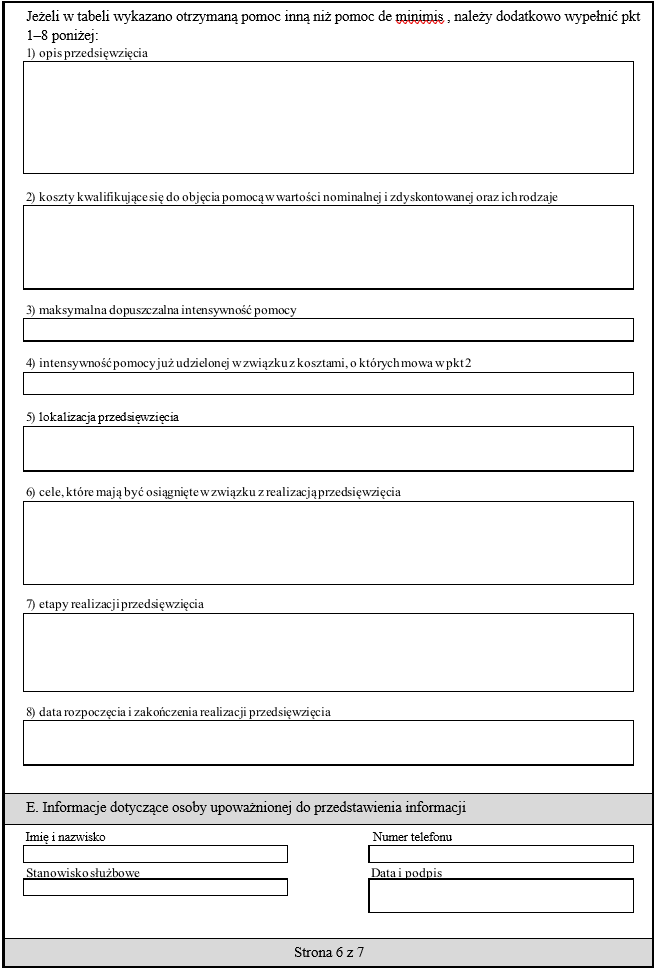 Jeżeli w tabeli wykazano otrzymaną pomoc inną niż pomoc de minimis , należy dodatkowo wypełnić pkt
1–8 poniżej:
1) opis przedsięwzięcia
2) koszty kwalifikujące się do objęcia pomocą w wartości nominalnej i zdyskontowanej oraz ich rodzaje
3) maksymalna dopuszczalna intensywność pomocy
4) intensywność pomocy już udzielonej w związku z kosztami, o których mowa w pkt 2
5) lokalizacja przedsięwzięcia
6) cele, które mają być osiągnięte w związku z realizacją przedsięwzięcia
7) etapy realizacji przedsięwzięcia
8) data rozpoczęcia i zakończenia realizacji przedsięwzięcia
E. Informacje dotyczące osoby upoważnionej do przedstawienia informacji
Imię i nazwisko Numer telefonu
Stanowisko służbowe Data i podpis
Strona 6 z 7